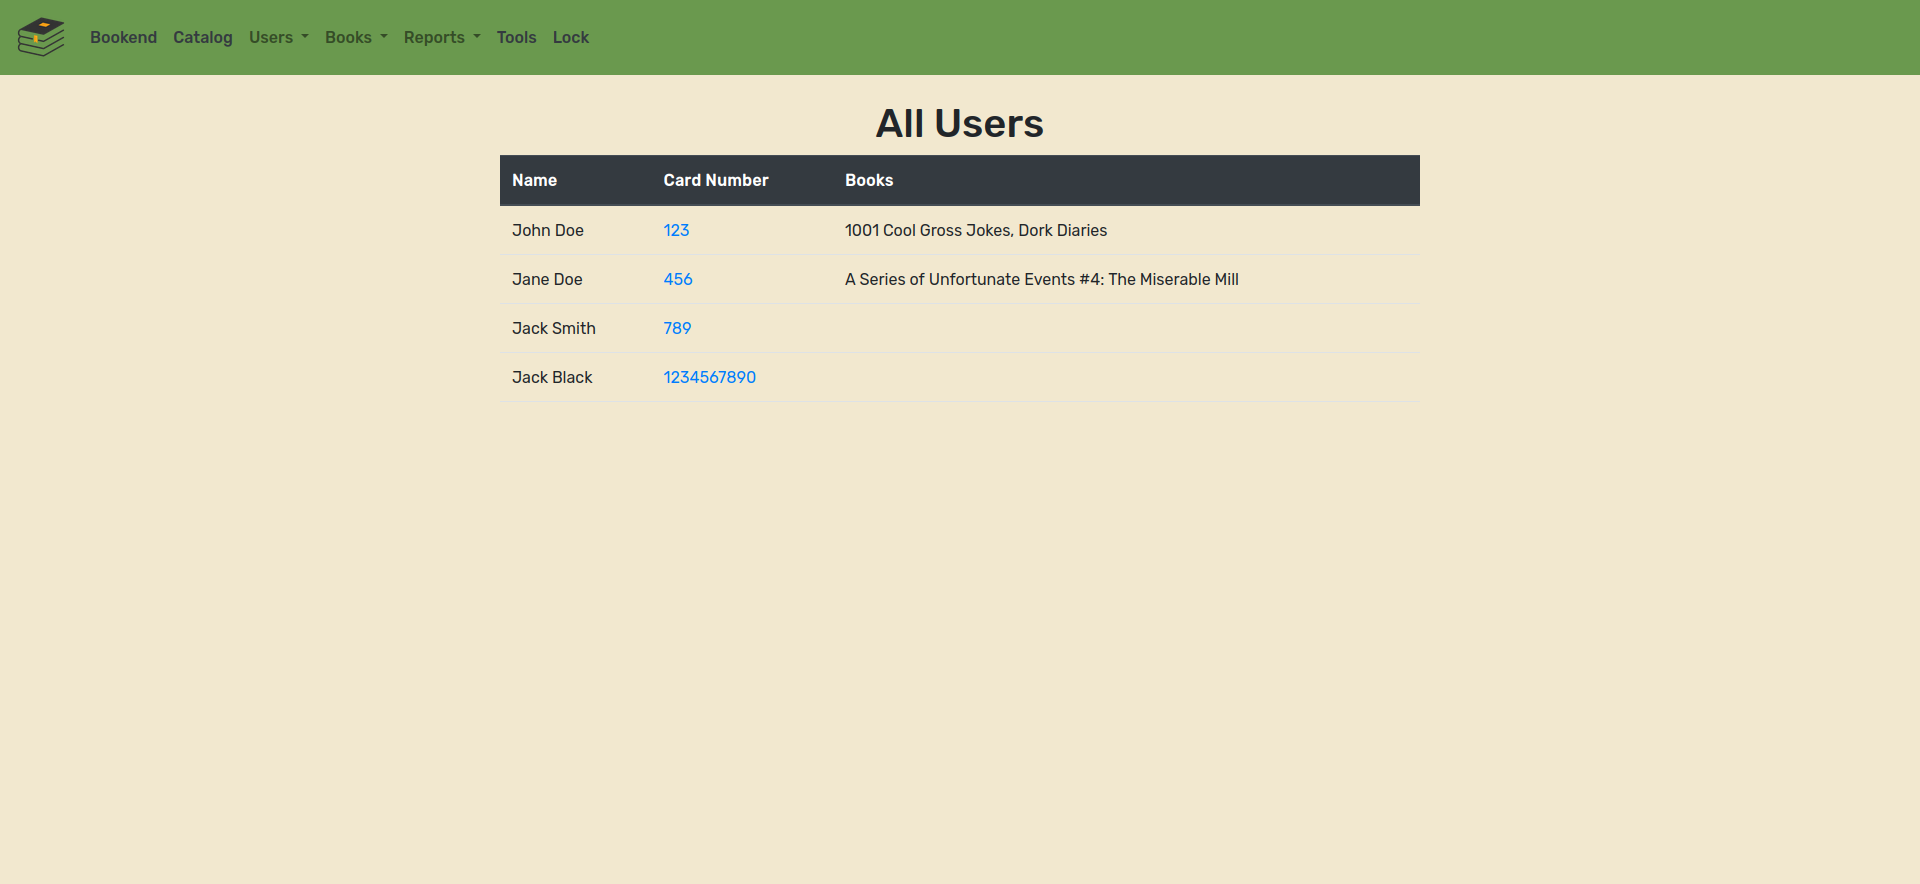 Bookend Catalog Users Books Reports Tools Lock
All Users
Name Card Number Books
John Doe 123 1001 Cool Gross Jokes, Dork Diaries
Jane Doe 456 A Series of Unfortunate Events #4: The Miserable Mill
Jack Smith 789
Jack Black 1234567890